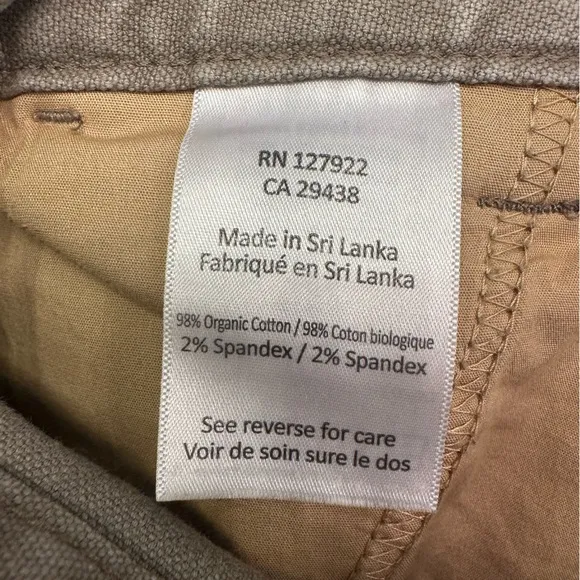 RN 127922
CA 29438
Made in Sri Lanka
Fabriqué en Sri Lanka
98% Organic Cotton / 98% Coton biologique
2% Spandex / 2% Spandex
See reverse for care
Voir de soin sure le dos